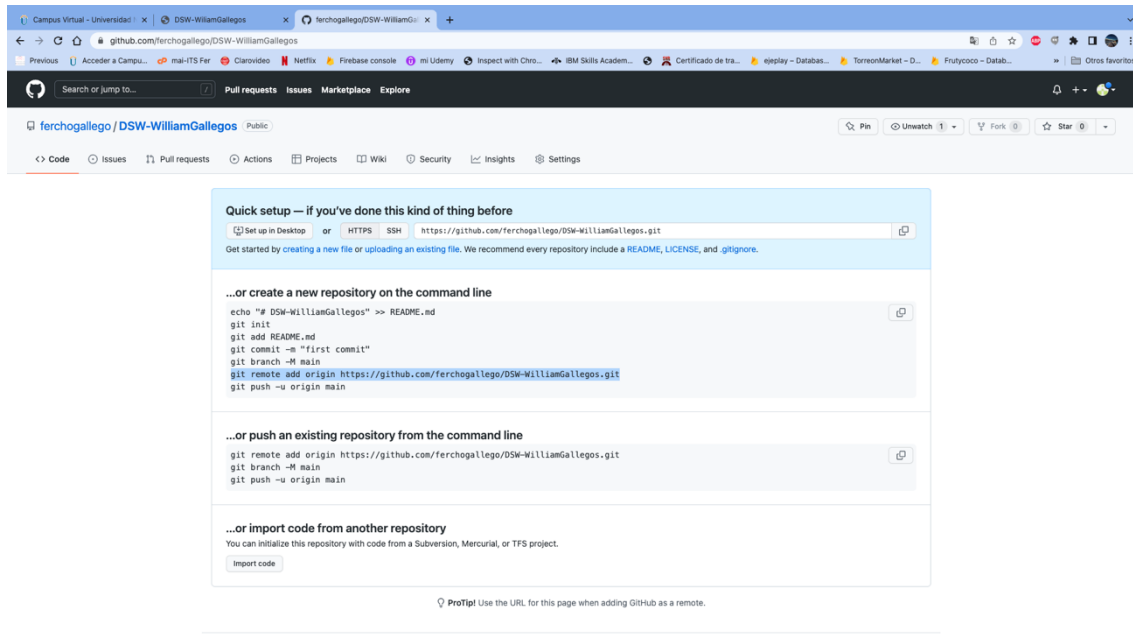 Campus Virtual - Universidad
DSW-WiliamGallegos
ferchogallego/DSW-WilliamGal
github.com/ferchogallego/DSW-WilliamGallegos
Previous
Acceder a Campu...
mai-ITS Fer
Clarovideo
Netflix
Firebase console
mi Udemy
Inspect with Chro...
IBM Skills Academ...
Certificado de tra...
ejeplay – Databas...
TorreonMarket – D...
Frutycoco – Datab...
»
Otros favoritos
Search or jump to...
/
Pull requests Issues Marketplace Explore
ferchogallego / DSW-WilliamGallegos Public
Pin
Unwatch 1
Fork 0
Star 0
Code
Issues
Pull requests
Actions
Projects
Wiki
Security
Insights
Settings
Quick setup — if you've done this kind of thing before
Set up in Desktop or HTTPS SSH https://github.com/ferchogallego/DSW-WilliamGallegos.git
Get started by creating a new file or uploading an existing file. We recommend every repository include a README, LICENSE, and .gitignore.
...or create a new repository on the command line
echo "# DSW-WilliamGallegos" >> README.md
git init
git add README.md
git commit -m "first commit"
git branch -M main
git remote add origin https://github.com/ferchogallego/DSW-WilliamGallegos.git
git push -u origin main
...or push an existing repository from the command line
git remote add origin https://github.com/ferchogallego/DSW-WilliamGallegos.git
git branch -M main
git push -u origin main
...or import code from another repository
You can initialize this repository with code from a Subversion, Mercurial, or TFS project.
Import code
ProTip! Use the URL for this page when adding GitHub as a remote.